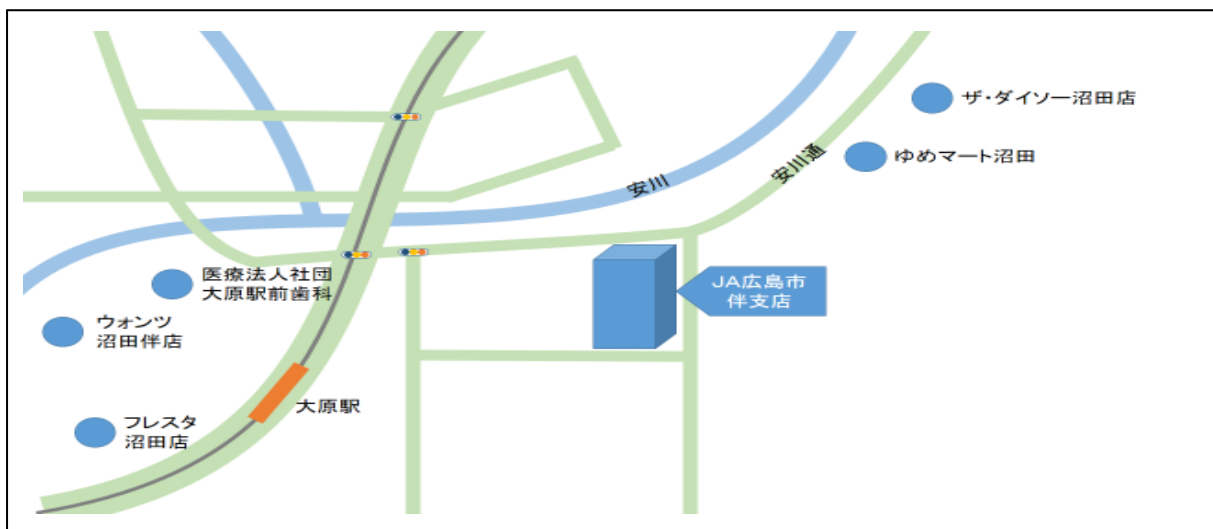 ザ・ダイソー沼田店
ゆめマート沼田
安川通
安川
医療法人社団
大原駅前歯科
JA広島市
伴支店
ウォンツ
沼田伴店
大原駅
フレスタ
沼田店